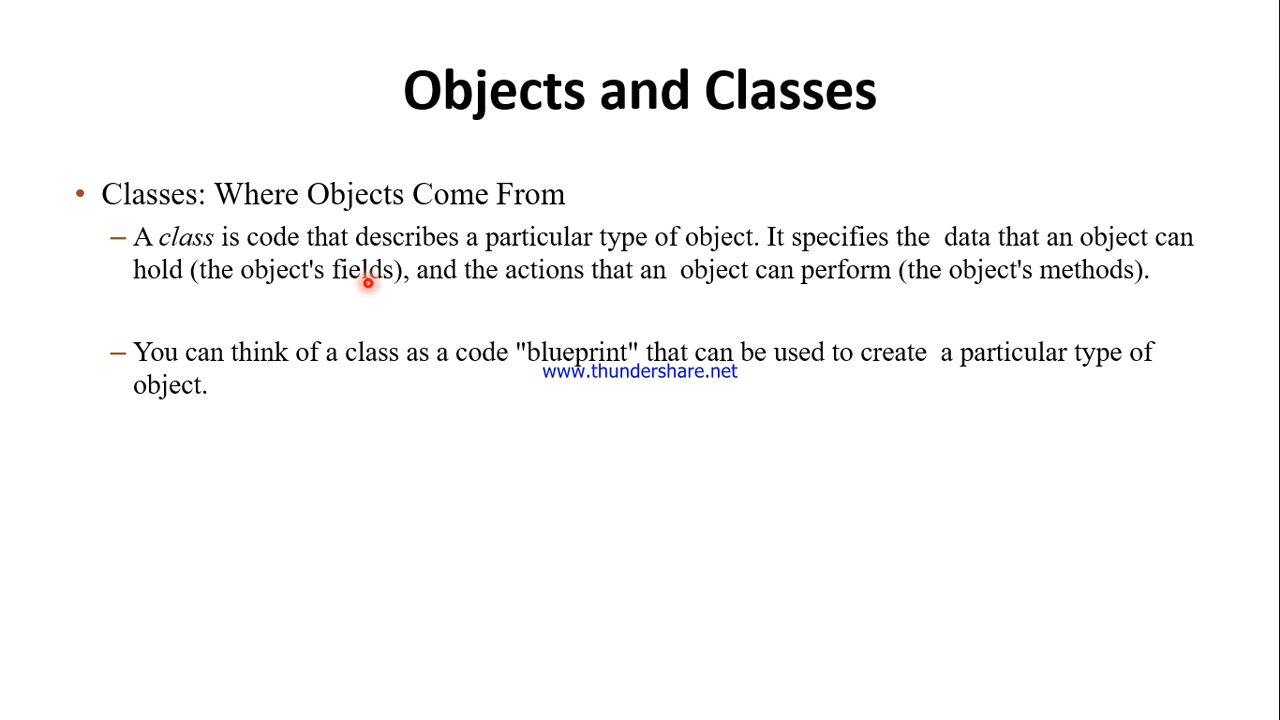 Objects and Classes
• Classes: Where Objects Come From
– A class is code that describes a particular type of object. It specifies the  data that an object can
hold (the object's fields), and the actions that an  object can perform (the object's methods).
– You can think of a class as a code "blueprint" that can be used to create  a particular type of
www.thundershare.net
object.